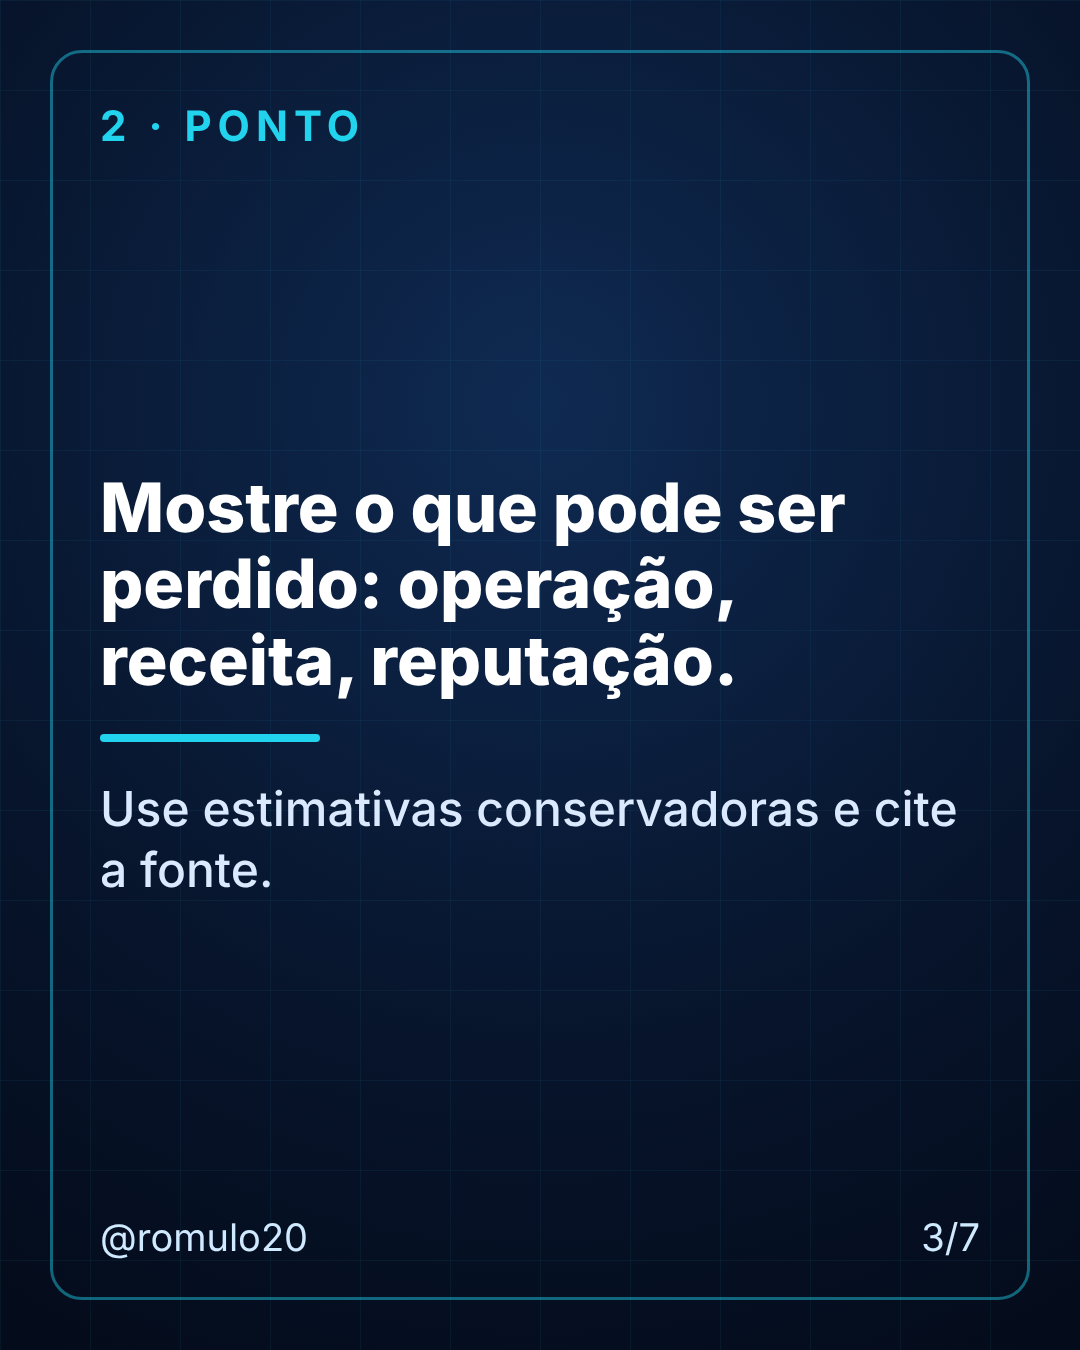 2 · PONTO
Mostre o que pode ser
perdido: operação,
receita, reputação.
Use estimativas conservadoras e cite
a fonte.
@romulo20
3/7